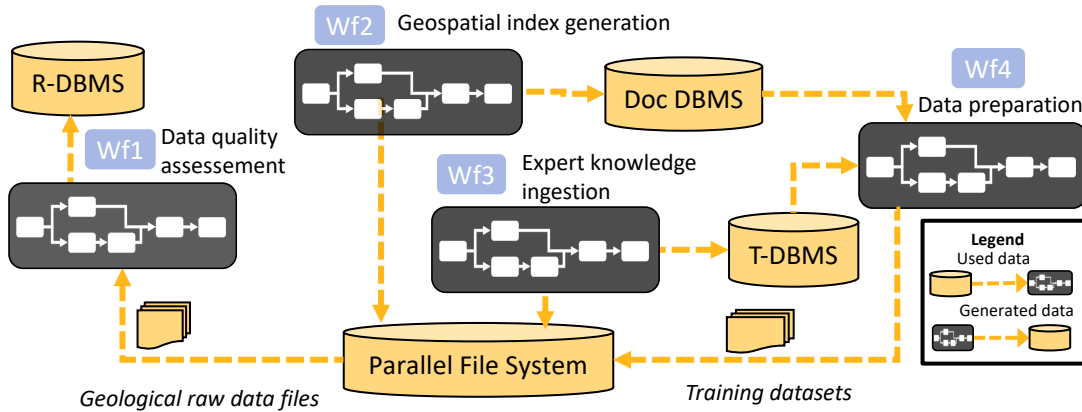 Wf2
Geospatial index generation
Wf4
R-DBMS
Doc DBMS
Data preparation
Wf1
Data quality
assessement
Wf3
Expert knowledge
ingestion
T-DBMS
Legend
Used data
Generated data
Parallel File System
Geological raw data files
Training datasets